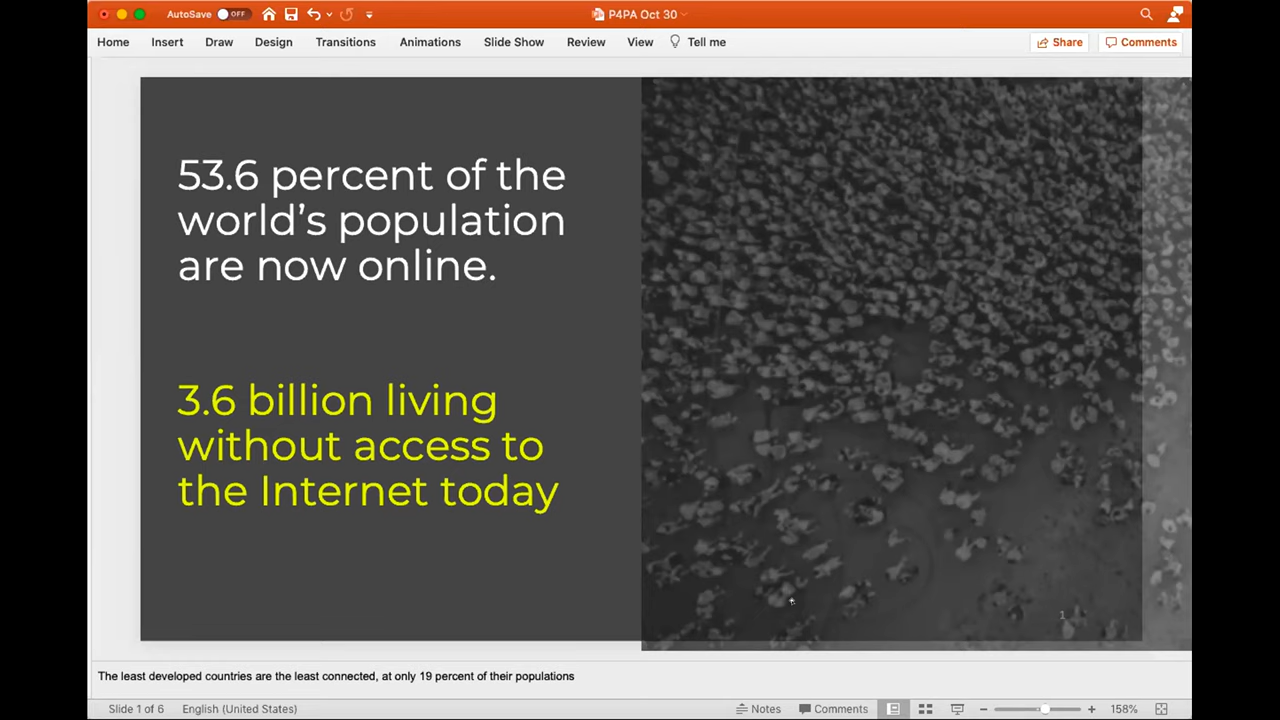 AutoSave OFF P4PA Oct 30
Home Insert Draw Design Transitions Animations Slide Show Review View Tell me Share Comments
53.6 percent of the
world’s population
are now online.
3.6 billion living
without access to
the Internet today
1
The least developed countries are the least connected, at only 19 percent of their populations
Slide 1 of 6 English (United States) Notes Comments 158%